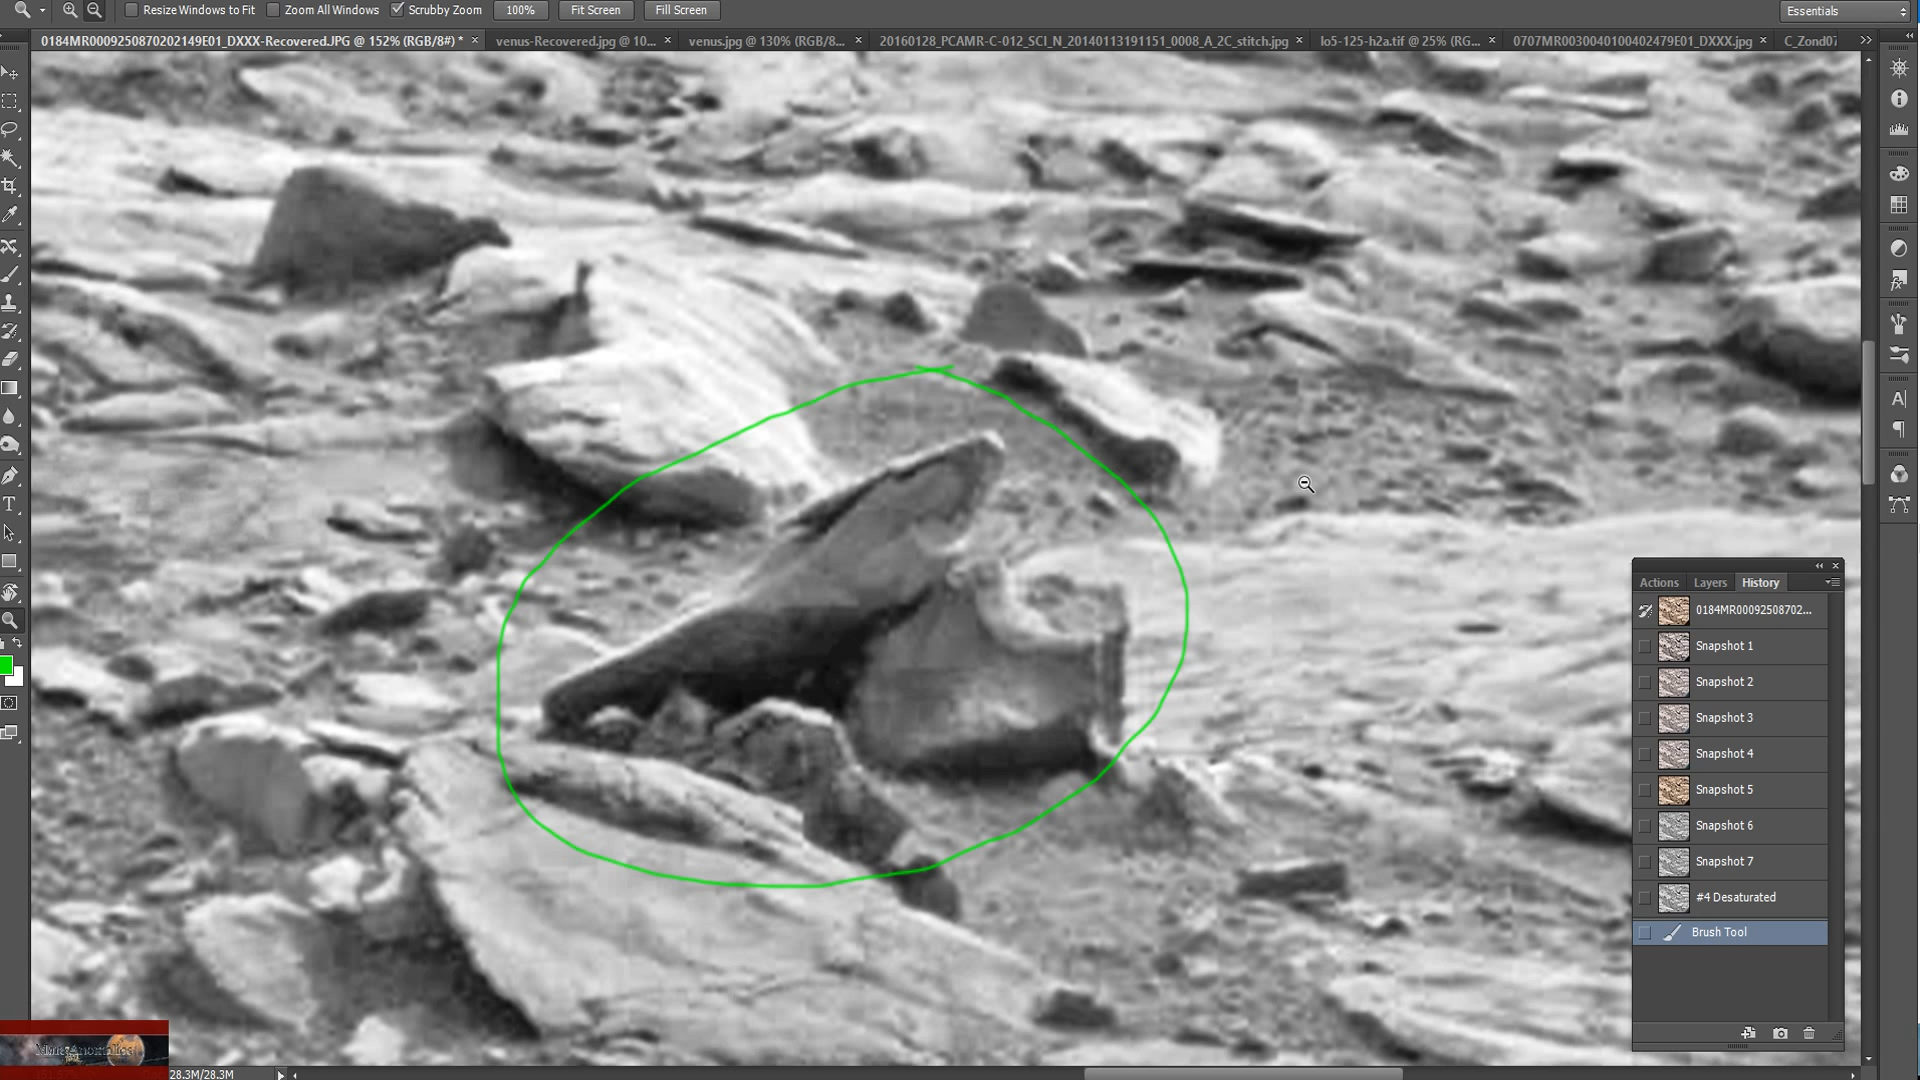 Resize Windows to Fit Zoom All Windows Scrubby Zoom 100% Fit Screen Fill Screen Essentials
0184MR0009250870202149E01_DXXX-Recovered.JPG @ 152% (RGB/8#) * × venus-Recovered.jpg @ 10... × venus.jpg @ 130% (RGB/8... × 20160128_PCAMR-C-012_SCI_N_20140113191151_0008_A_2C_stitch.jpg × lo5-125-h2a.tif @ 25% (RG... × 0707MR0030040100402479E01_DXXX.jpg × C_Zond07
Actions Layers History
0184MR00092508702...
Snapshot 1
Snapshot 2
Snapshot 3
Snapshot 4
Snapshot 5
Snapshot 6
Snapshot 7
#4 Desaturated
Brush Tool
28.3M/28.3M